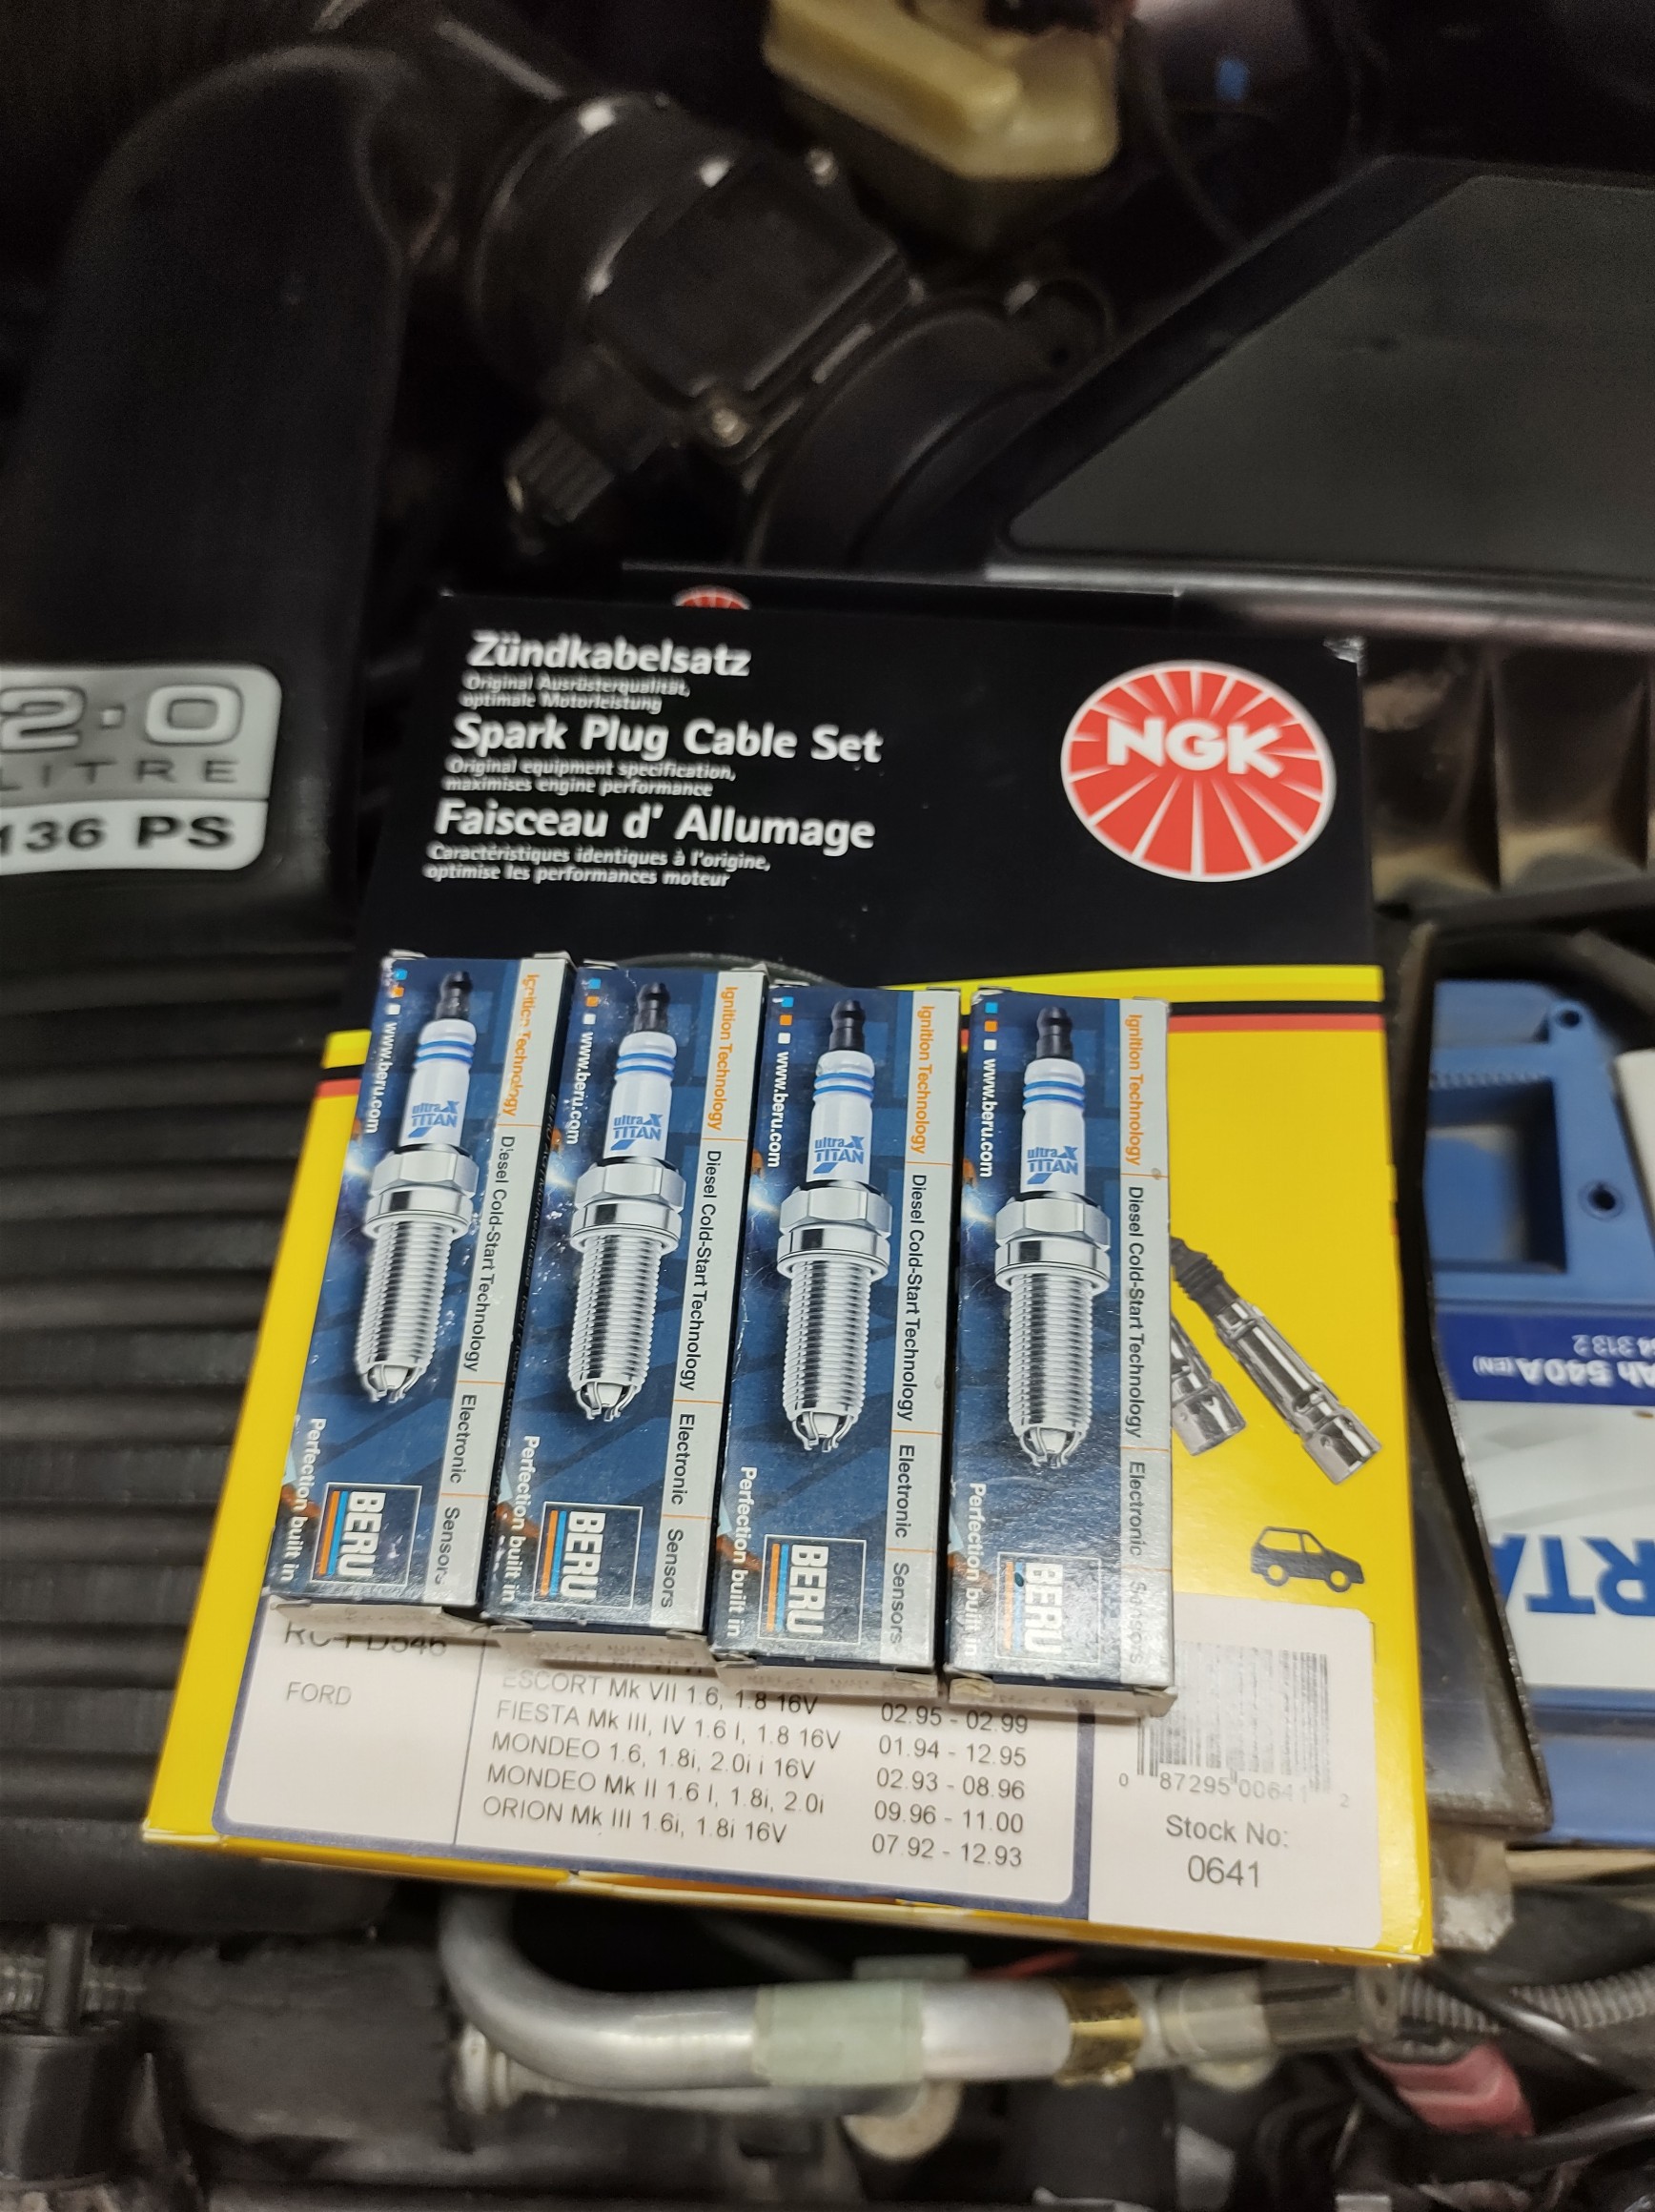 2.0
LITRE
136 PS
Zündkabelsatz
Original Ausrüsterqualität,
optimale Motorleistung
Spark Plug Cable Set
Original equipment specification,
maximises engine performance
Faisceau d' Allumage
Caractéristiques identiques à l'origine,
optimise les performances moteur
NGK
www.beru.com
ultra X
TITAN
Ignition Technology
Diesel Cold-Start Technology
Electronic
Sensors
Perfection built in
BERU
www.beru.com
ultra X
TITAN
Ignition Technology
Diesel Cold-Start Technology
Electronic
Sensors
Perfection built in
BERU
www.beru.com
ultra X
TITAN
Ignition Technology
Diesel Cold-Start Technology
Electronic
Sensors
Perfection built in
BERU
www.beru.com
ultra X
TITAN
Ignition Technology
Diesel Cold-Start Technology
Electronic
Sensors
Perfection built in
BERU
RC-FD546
FORD
ESCORT Mk VII 1.6, 1.8 16V 02.95 - 02.99
FIESTA Mk III, IV 1.6 I, 1.8 16V 01.94 - 12.95
MONDEO 1.6, 1.8i, 2.0i i 16V 02.93 - 08.96
MONDEO Mk II 1.6 I, 1.8i, 2.0i 09.96 - 11.00
ORION Mk III 1.6i, 1.8i 16V 07.92 - 12.93
0 87295 00641 2
Stock No:
0641
Ah 540A (EN)